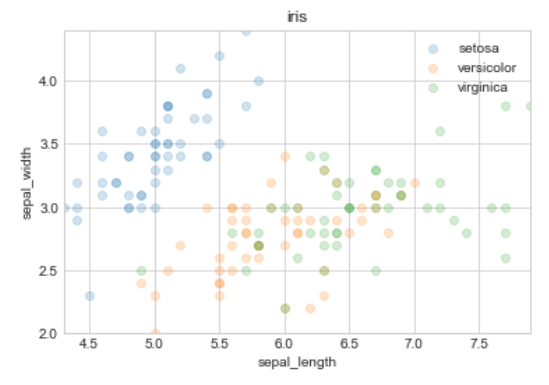 iris
setosa
versicolor
virginica
sepal_width
4.0
3.5
3.0
2.5
2.0
4.5 5.0 5.5 6.0 6.5 7.0 7.5
sepal_length